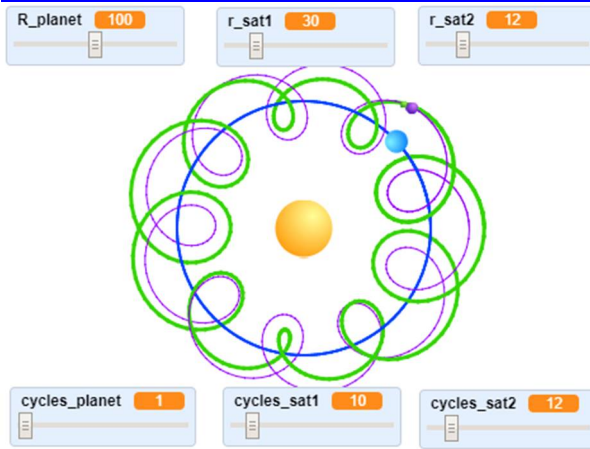 R_planet 100
r_sat1 30
r_sat2 12
cycles_planet 1
cycles_sat1 10
cycles_sat2 12